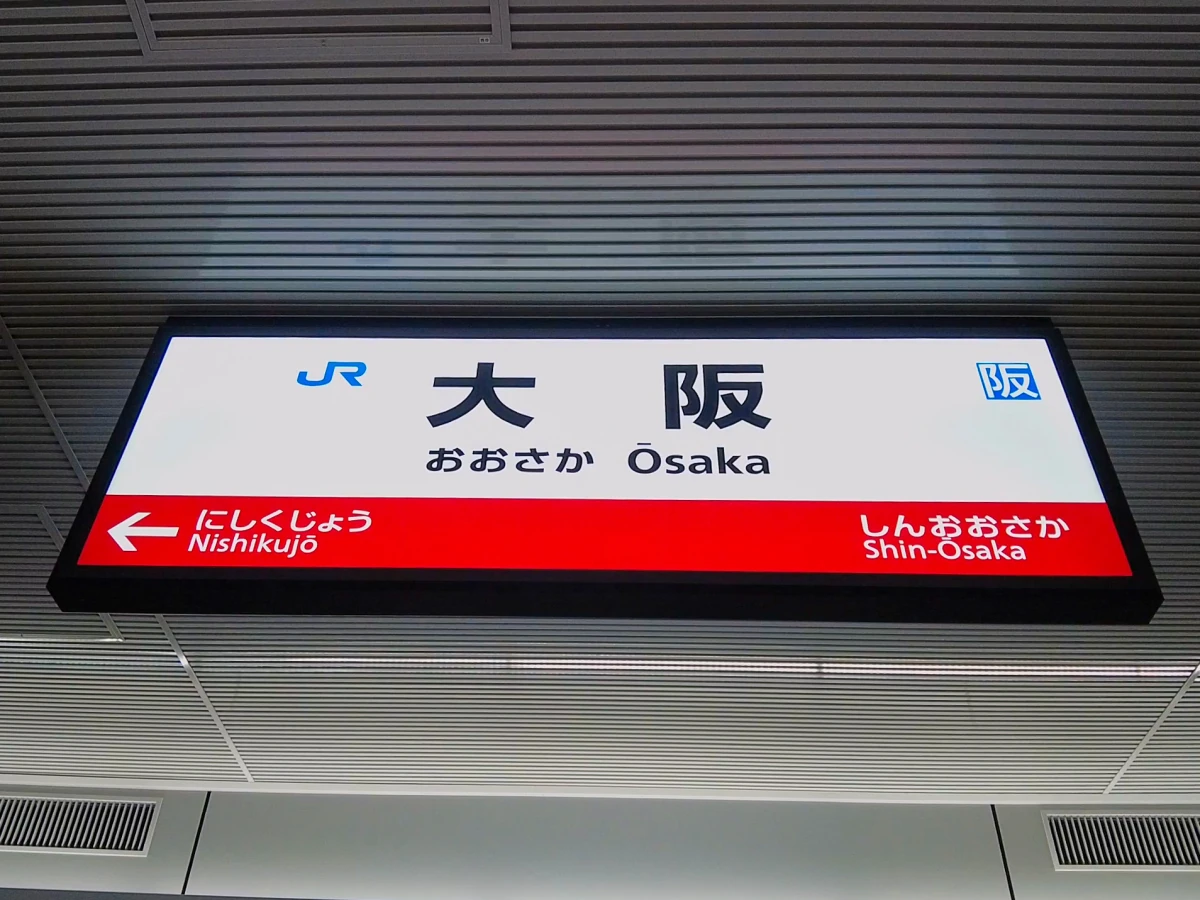 JR 大阪 阪
おおさか Ōsaka
← にしくじょう しんおおさか
Nishikujō Shin-Ōsaka